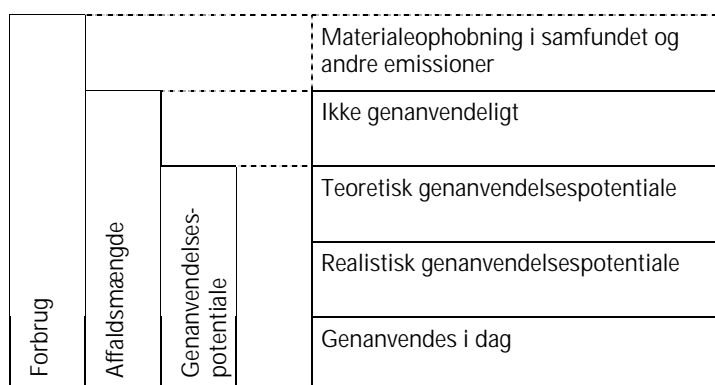 Materialeophobning i samfundet og
andre emissioner
Ikke genanvendeligt
Teoretisk genanvendelsespotentiale
Realistisk genanvendelsespotentiale
Genanvendes i dag
Forbrug
Affaldsmængde
Genanvendelses-
potentiale